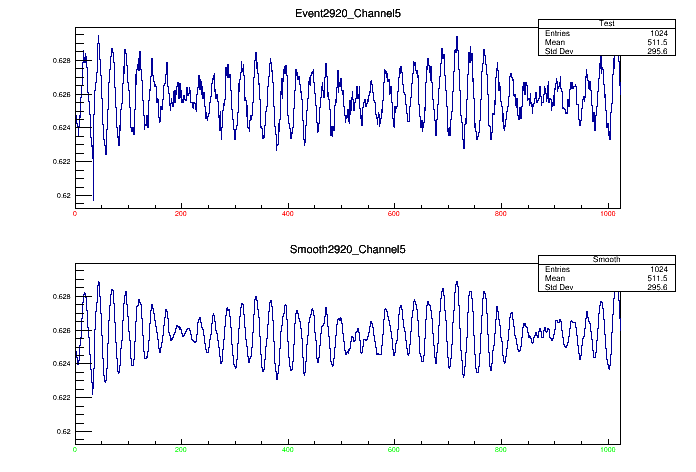 Event2920_Channel5
Test
Entries 1024
Mean 511.5
Std Dev 295.6
0.628
0.626
0.624
0.622
0.62
0 200 400 600 800 1000
Smooth2920_Channel5
Smooth
Entries 1024
Mean 511.5
Std Dev 295.6
0.628
0.626
0.624
0.622
0.62
0 200 400 600 800 1000